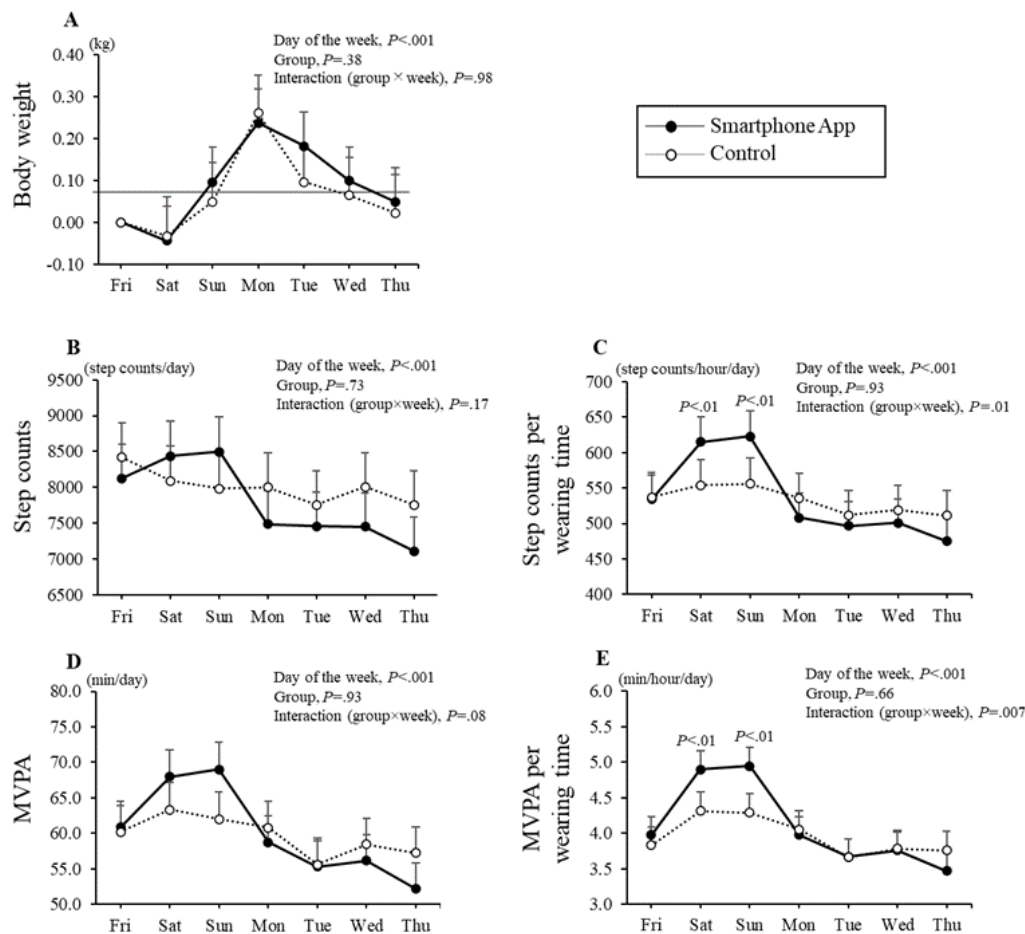 A
(kg)
Day of the week, P<.001
Group, P=.38
Interaction (group × week), P=.98
Body weight
0.40
0.30
0.20
0.10
0.00
-0.10
Fri Sat Sun Mon Tue Wed Thu
Smartphone App
Control
B
(step counts/day)
Day of the week, P<.001
Group, P=.73
Interaction (group×week), P=.17
Step counts
9500
9000
8500
8000
7500
7000
6500
Fri Sat Sun Mon Tue Wed Thu
C
(step counts/hour/day)
Day of the week, P<.001
Group, P=.93
Interaction (group×week), P=.01
P<.01 P<.01
Step counts per
wearing time
700
650
600
550
500
450
400
Fri Sat Sun Mon Tue Wed Thu
D
(min/day)
Day of the week, P<.001
Group, P=.93
Interaction (group×week), P=.08
MVPA
80.0
75.0
70.0
65.0
60.0
55.0
50.0
Fri Sat Sun Mon Tue Wed Thu
E
(min/hour/day)
Day of the week, P<.001
Group, P=.66
Interaction (group×week), P=.007
P<.01 P<.01
MVPA per
wearing time
6.0
5.5
5.0
4.5
4.0
3.5
3.0
Fri Sat Sun Mon Tue Wed Thu